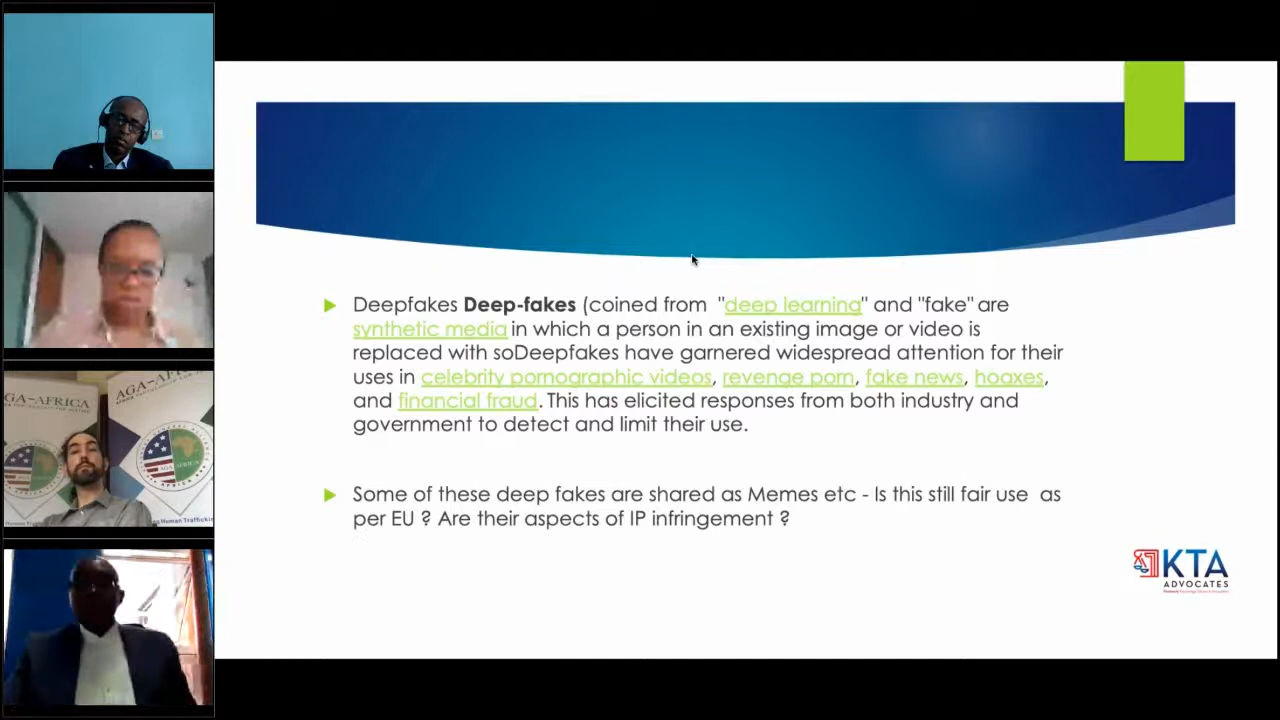 Deepfakes Deep-fakes (coined from "deep learning" and "fake" are
synthetic media in which a person in an existing image or video is
replaced with soDeepfakes have garnered widespread attention for their
uses in celebrity pornographic videos, revenge porn, fake news, hoaxes,
and financial fraud. This has elicited responses from both industry and
government to detect and limit their use.
Some of these deep fakes are shared as Memes etc - Is this still fair use as
per EU ? Are their aspects of IP infringement ?
KTA
ADVOCATES
GA-AFRICA
AGA-AFRICA
AGA AFRICA
Human Trafficking